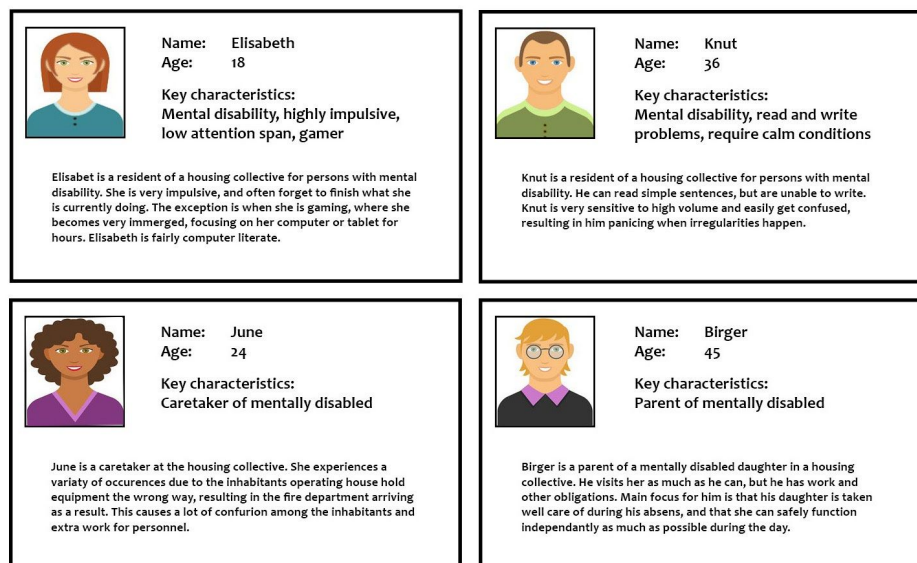 Name: Elisabeth
Age: 18
Key characteristics:
Mental disability, highly impulsive,
low attention span, gamer
Elisabet is a resident of a housing collective for persons with mental
disability. She is very impulsive, and often forget to finish what she
is currently doing. The exception is when she is gaming, where she
becomes very immerged, focusing on her computer or tablet for
hours. Elisabeth is fairly computer literate.
Name: Knut
Age: 36
Key characteristics:
Mental disability, read and write
problems, require calm conditions
Knut is a resident of a housing collective for persons with mental
disability. He can read simple sentences, but are unable to write.
Knut is very sensitive to high volume and easily get confused,
resulting in him panicing when irregularities happen.
Name: June
Age: 24
Key characteristics:
Caretaker of mentally disabled
June is a caretaker at the housing collective. She experiences a
variaty of occurences due to the inhabitants operating house hold
equipment the wrong way, resulting in the fire department arriving
as a result. This causes a lot of confurion among the inhabitants and
extra work for personnel.
Name: Birger
Age: 45
Key characteristics:
Parent of mentally disabled
Birger is a parent of a mentally disabled daughter in a housing
collective. He visits her as much as he can, but he has work and
other obligations. Main focus for him is that his daughter is taken
well care of during his absens, and that she can safely function
independantly as much as possible during the day.